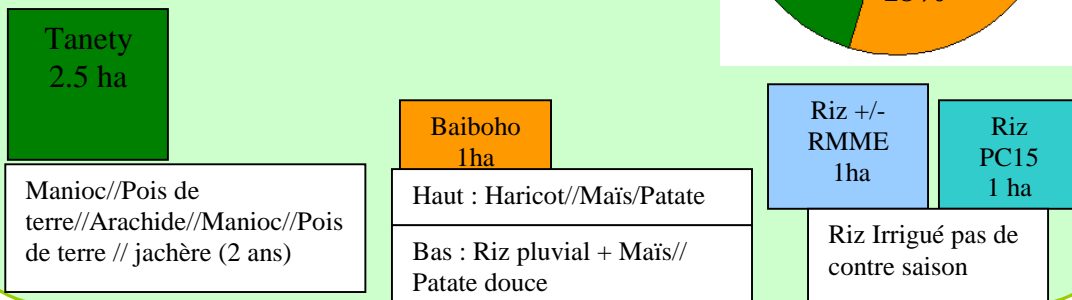 Tanety
2.5 ha
Manioc//Pois de
terre//Arachide//Manioc//Pois
de terre // jachère (2 ans)
Baiboho
1ha
Haut : Haricot//Maïs/Patate
Bas : Riz pluvial + Maïs//
Patate douce
Riz +/-
RMME
1ha
Riz
PC15
1 ha
Riz Irrigué pas de
contre saison